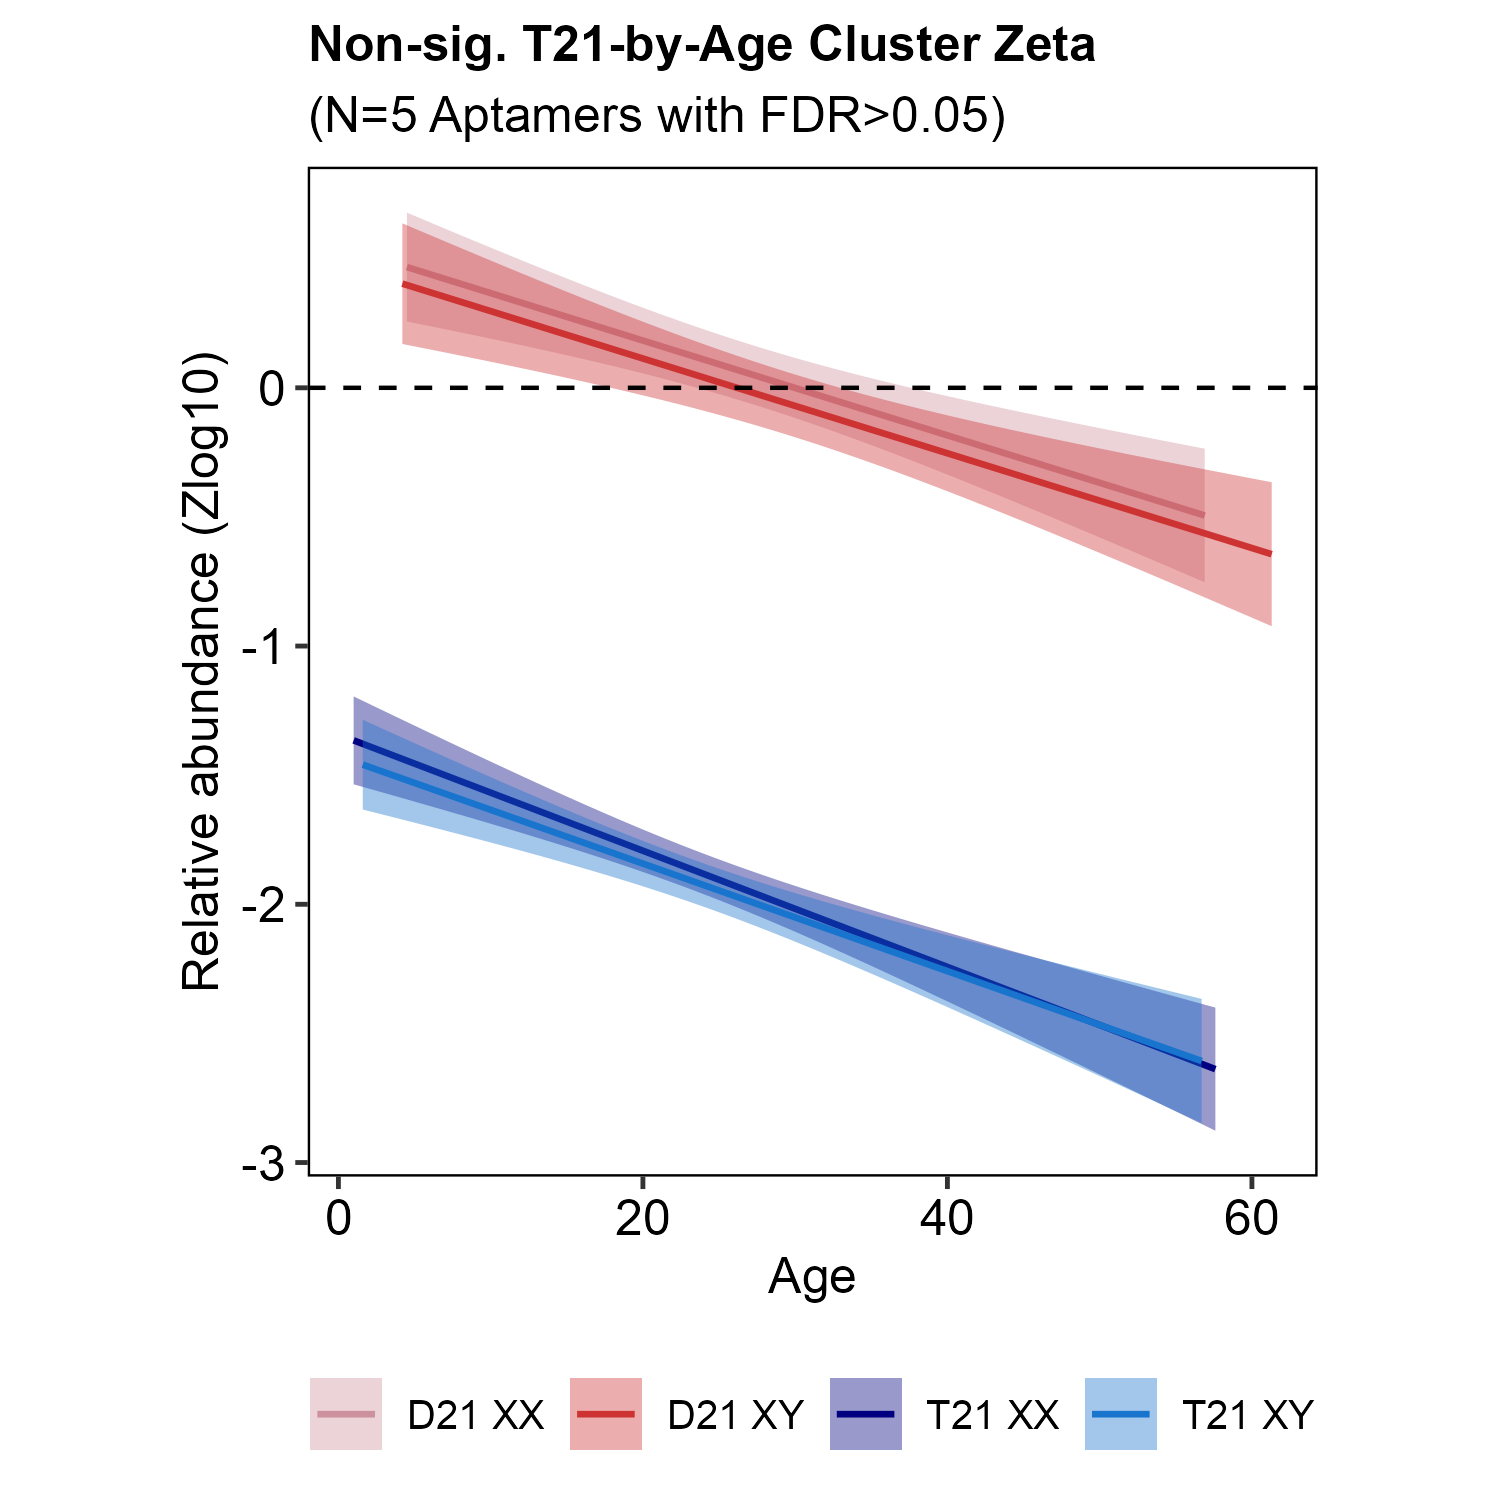 Non-sig. T21-by-Age Cluster Zeta
(N=5 Aptamers with FDR>0.05)
Relative abundance (Zlog10)
0
-1
-2
-3
0 20 40 60
Age
D21 XX D21 XY T21 XX T21 XY